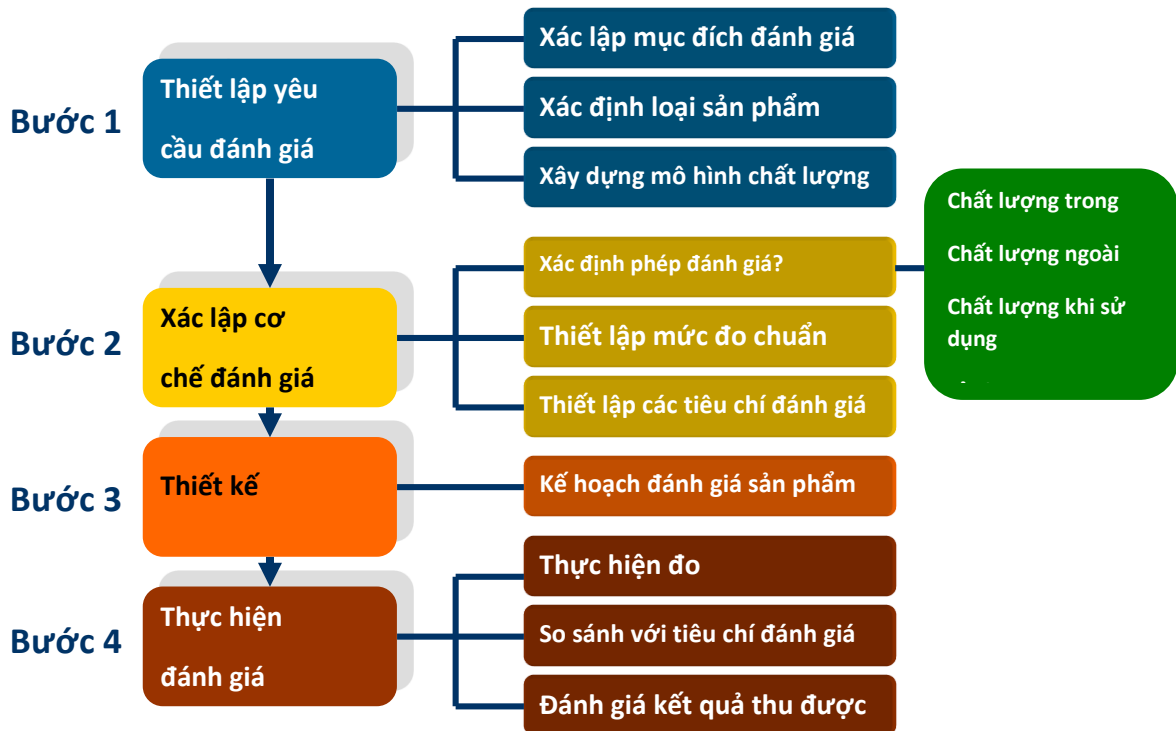 Bước 1
Thiết lập yêu
cầu đánh giá
Xác lập mục đích đánh giá
Xác định loại sản phẩm
Xây dựng mô hình chất lượng
Bước 2
Xác lập cơ
chế đánh giá
Xác định phép đánh giá?
Thiết lập mức đo chuẩn
Thiết lập các tiêu chí đánh giá
Chất lượng trong
Chất lượng ngoài
Chất lượng khi sử
dụng
Bước 3
Thiết kế
Kế hoạch đánh giá sản phẩm
Bước 4
Thực hiện
đánh giá
Thực hiện đo
So sánh với tiêu chí đánh giá
Đánh giá kết quả thu được